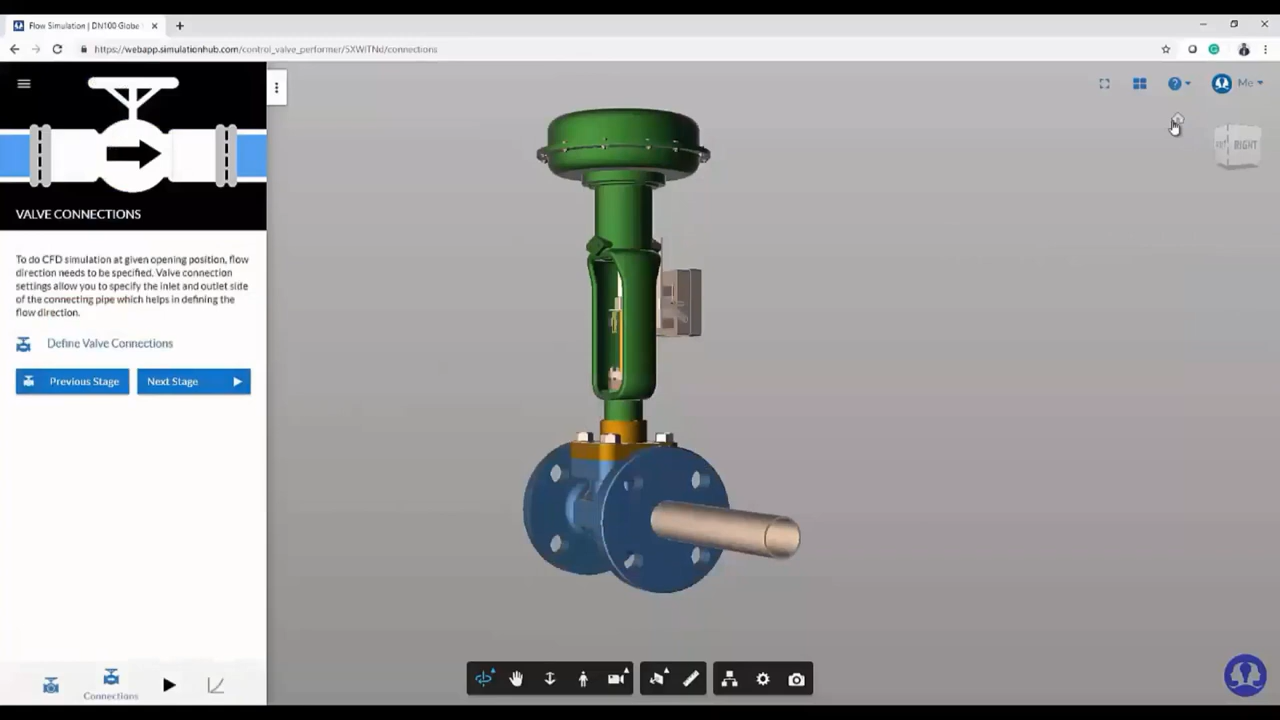 Flow Simulation | DN100 Globe
https://webapp.simulationhub.com/control_valve_performer/5XWITNd/connections
Me
RIGHT
VALVE CONNECTIONS
To do CFD simulation at given opening position, flow
direction needs to be specified. Valve connection
settings allow you to specify the inlet and outlet side
of the connecting pipe which helps in defining the
flow direction.
Define Valve Connections
Previous Stage
Next Stage
Connections